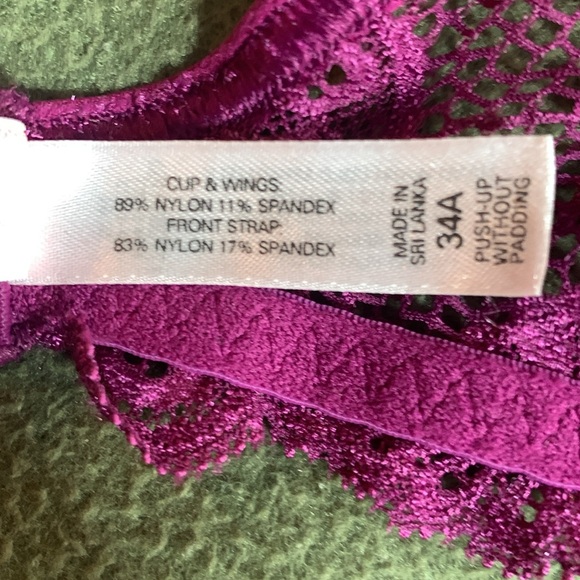 CUP & WINGS:
89% NYLON 11% SPANDEX
FRONT STRAP:
83% NYLON 17% SPANDEX
MADE IN
SRI LANKA
34A
PUSH-UP
WITHOUT
PADDING